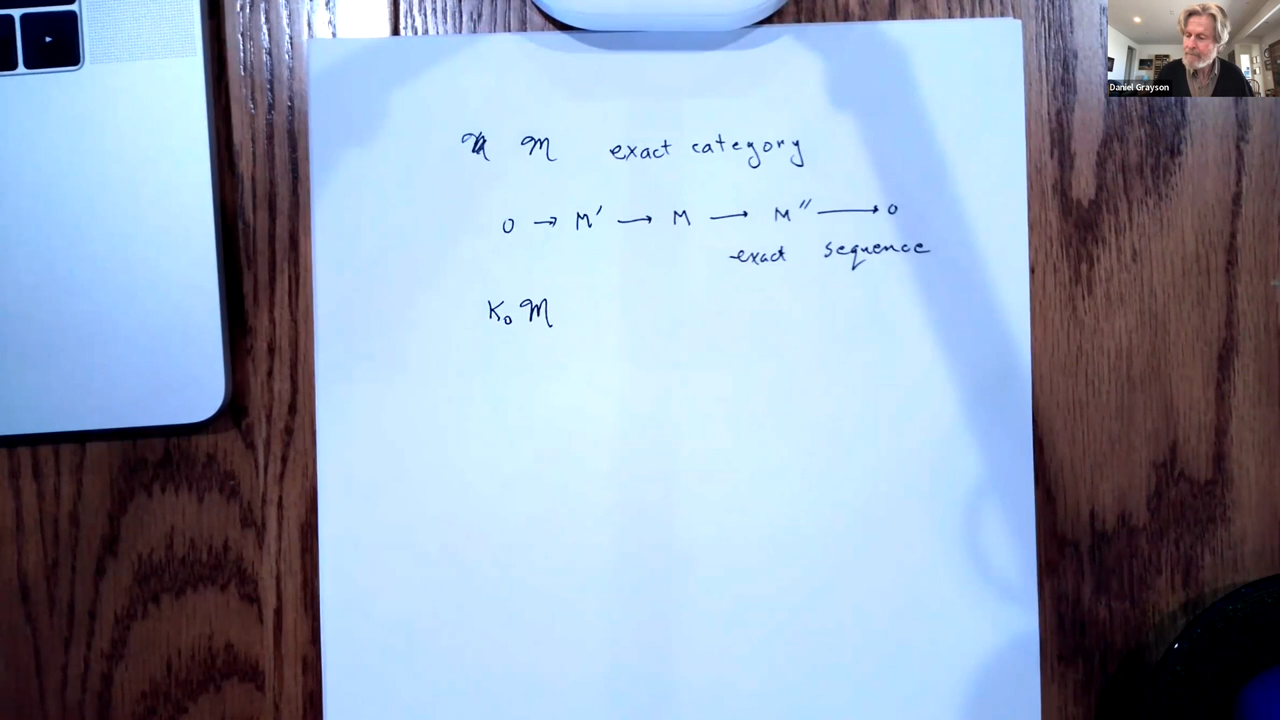 ℳ exact category
0 → M′ → M → M″ → 0
exact sequence
K₀ ℳ
Daniel Grayson